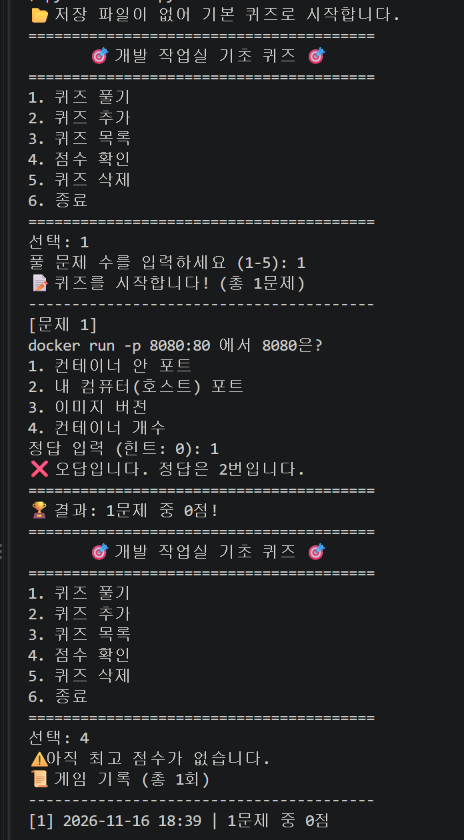 📂 저장 파일이 없어 기본 퀴즈로 시작합니다.
========================================
🎯 개발 작업실 기초 퀴즈 🎯
========================================
1. 퀴즈 풀기
2. 퀴즈 추가
3. 퀴즈 목록
4. 점수 확인
5. 퀴즈 삭제
6. 종료
========================================
선택: 1
풀 문제 수를 입력하세요 (1-5): 1
📝 퀴즈를 시작합니다! (총 1문제)
----------------------------------------
[문제 1]
docker run -p 8080:80 에서 8080은?
1. 컨테이너 안 포트
2. 내 컴퓨터(호스트) 포트
3. 이미지 버전
4. 컨테이너 개수
정답 입력 (힌트: 0): 1
❌ 오답입니다. 정답은 2번입니다.
========================================
🏆 결과: 1문제 중 0점!
========================================
🎯 개발 작업실 기초 퀴즈 🎯
========================================
1. 퀴즈 풀기
2. 퀴즈 추가
3. 퀴즈 목록
4. 점수 확인
5. 퀴즈 삭제
6. 종료
========================================
선택: 4
⚠️아직 최고 점수가 없습니다.
📜 게임 기록 (총 1회)
----------------------------------------
[1] 2026-11-16 18:39 | 1문제 중 0점